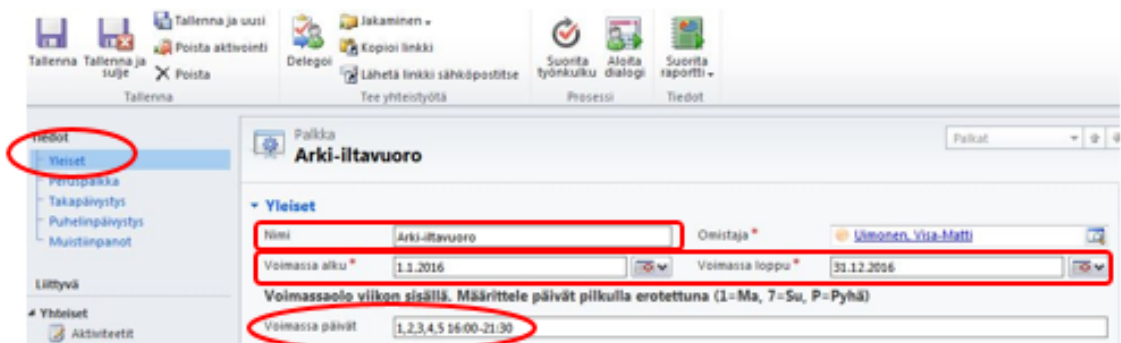 Tallenna
Tallenna ja sulje
Tallenna ja uusi
Poista aktivointi
Poista
Tallenna
Delegoi
Jakaminen
Kopioi linkki
Lähetä linkki sähköpostitse
Tee yhteistyötä
Suorita työnkulku
Aloita dialogi
Prosessi
Suorita raportti
Tiedot
Tiedot
Yleiset
Peruspalkka
Takapäivystys
Puhelinpäivystys
Muistiinpanot
Liittyvä
Yhteiset
Aktiviteetit
Palkka
Arki-iltavuoro
Palkat
Yleiset
Nimi Arki-iltavuoro Omistaja * Uimonen, Visa-Matti
Voimassa alku * 1.1.2016 Voimassa loppu * 31.12.2016
Voimassaolo viikon sisällä. Määrittele päivät pilkulla erotettuna (1=Ma, 7=Su, P=Pyhä)
Voimassa päivät 1,2,3,4,5 16:00-21:30